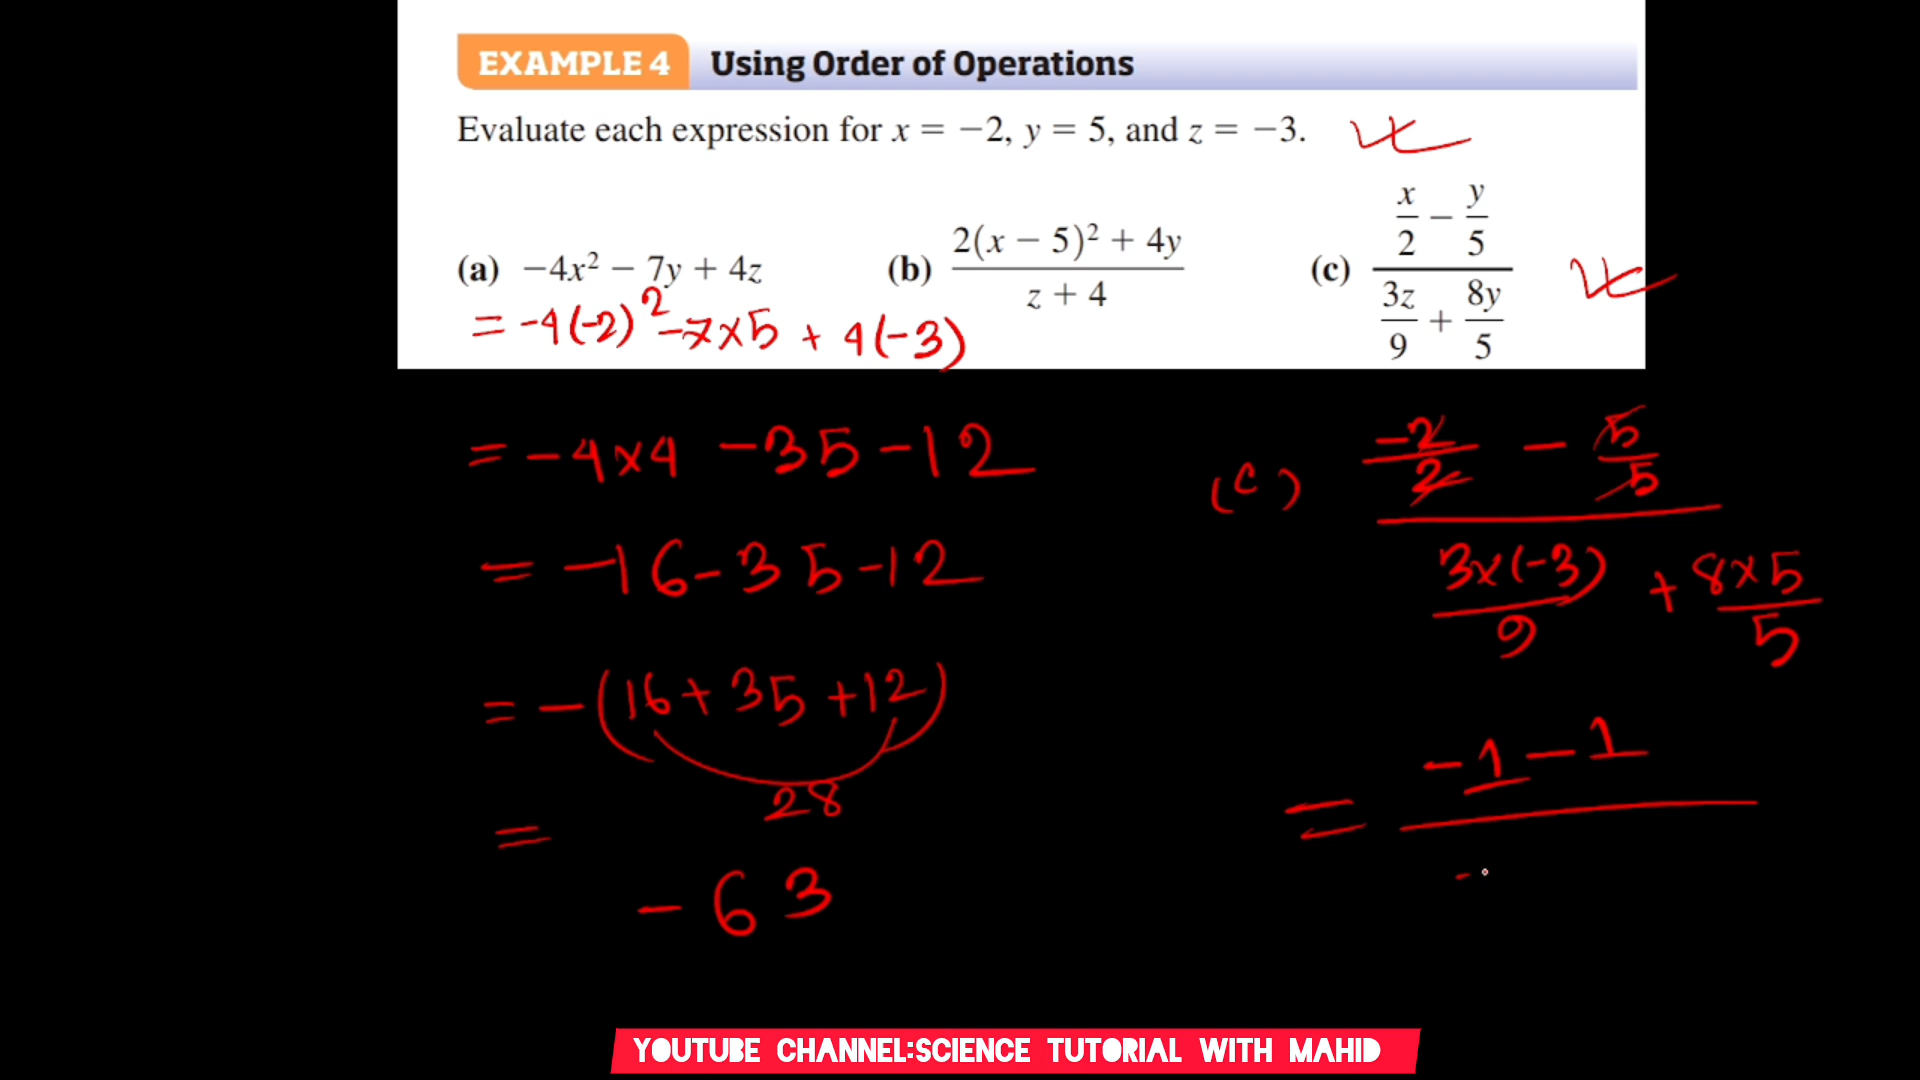 EXAMPLE 4 Using Order of Operations
Evaluate each expression for x = −2, y = 5, and z = −3.
(a) −4x² − 7y + 4z
(b) 2(x − 5)² + 4y
z + 4
(c) x/2 − y/5
3z/9 + 8y/5
= -4(-2)² -7×5 + 4(-3)
= -4×4 -35-12
= -16-35-12
= -(16+35+12)
28
=
-63
(c) -2/2 - 5/5
3×(-3)/9 + 8×5/5
= -1-1
-
YOUTUBE CHANNEL:SCIENCE TUTORIAL WITH MAHID